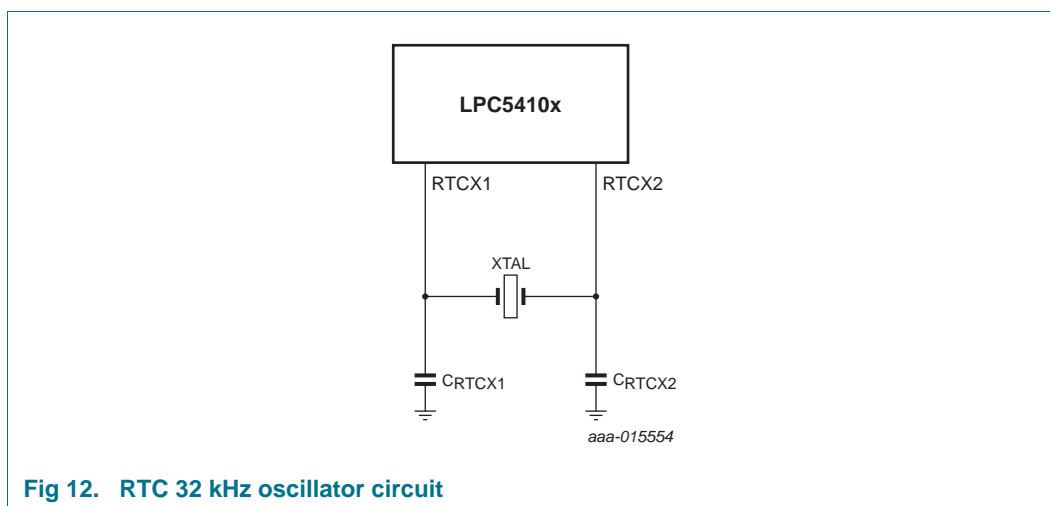 LPC5410x
RTCX1
RTCX2
XTAL
CRTCX1
CRTCX2
aaa-015554
Fig 12. RTC 32 kHz oscillator circuit